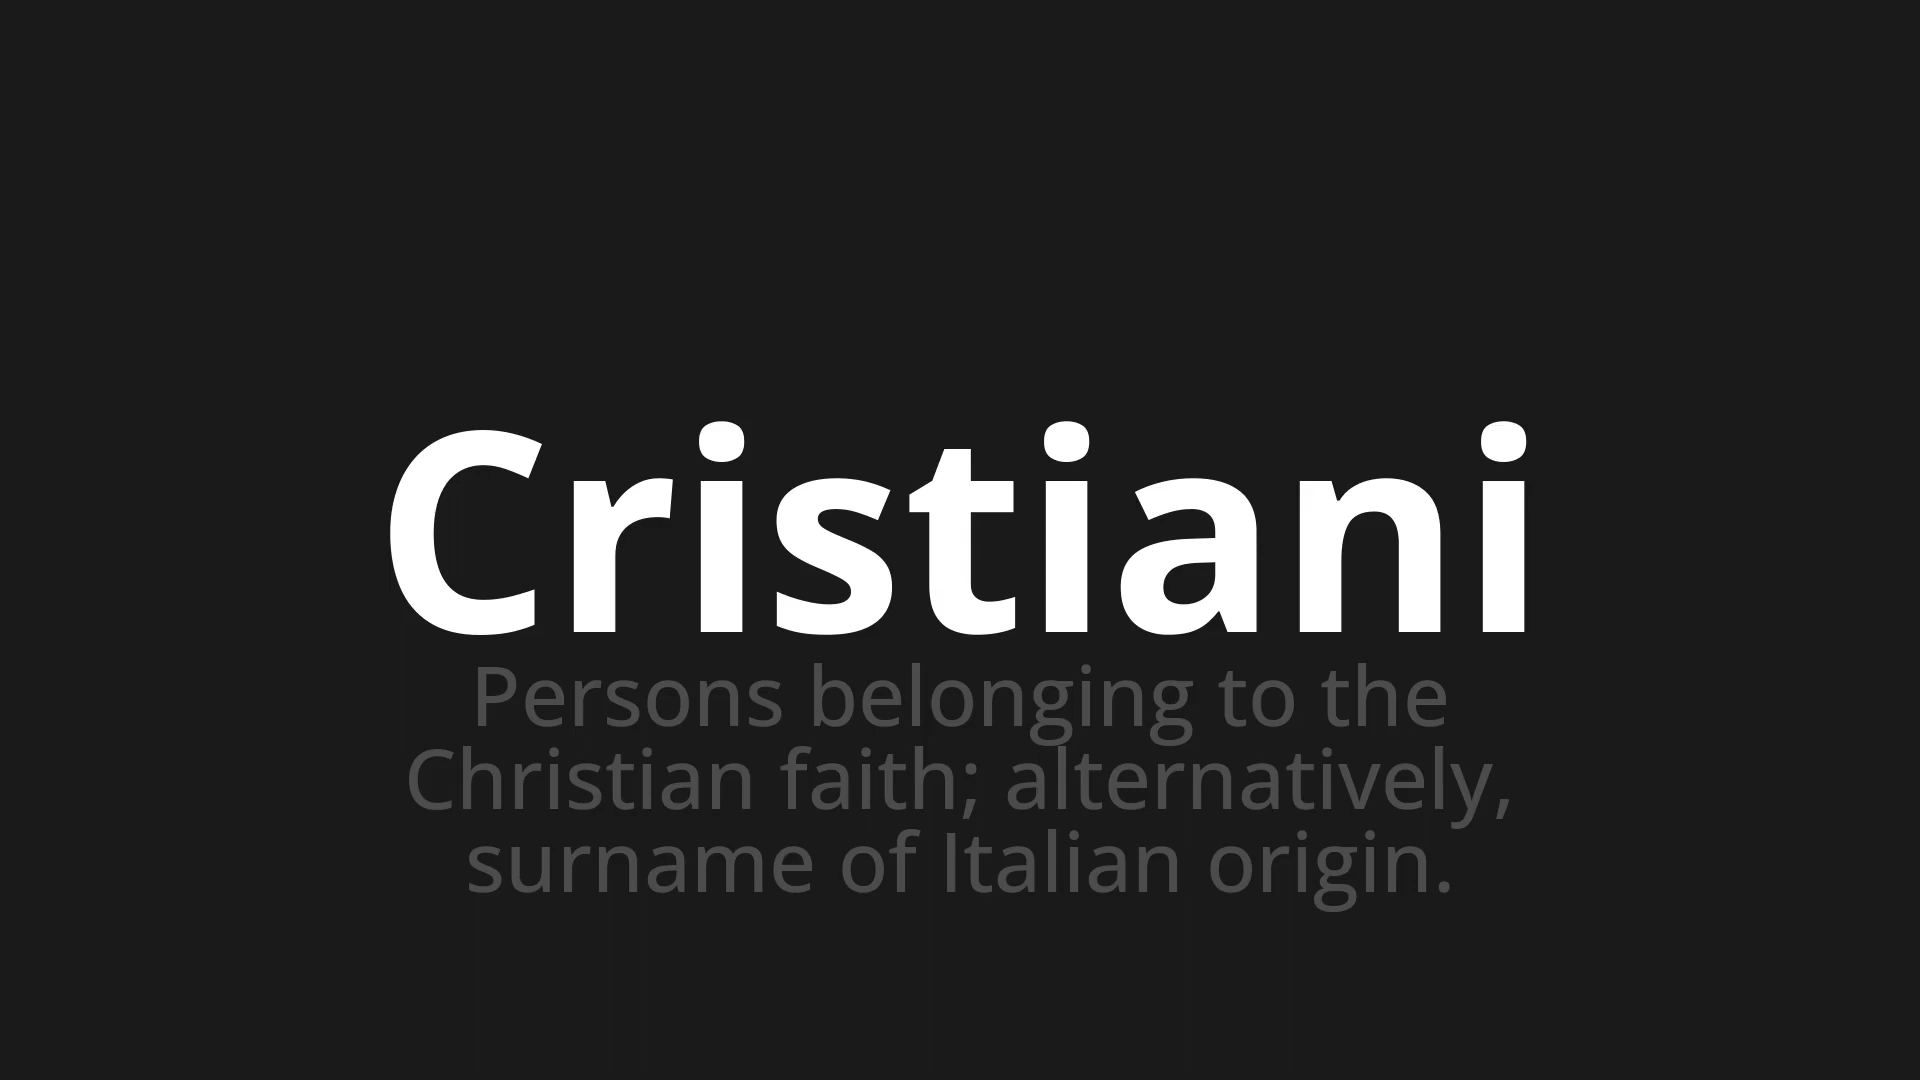 Cristiani
Persons belonging to the
Christian faith; alternatively,
surname of Italian origin.